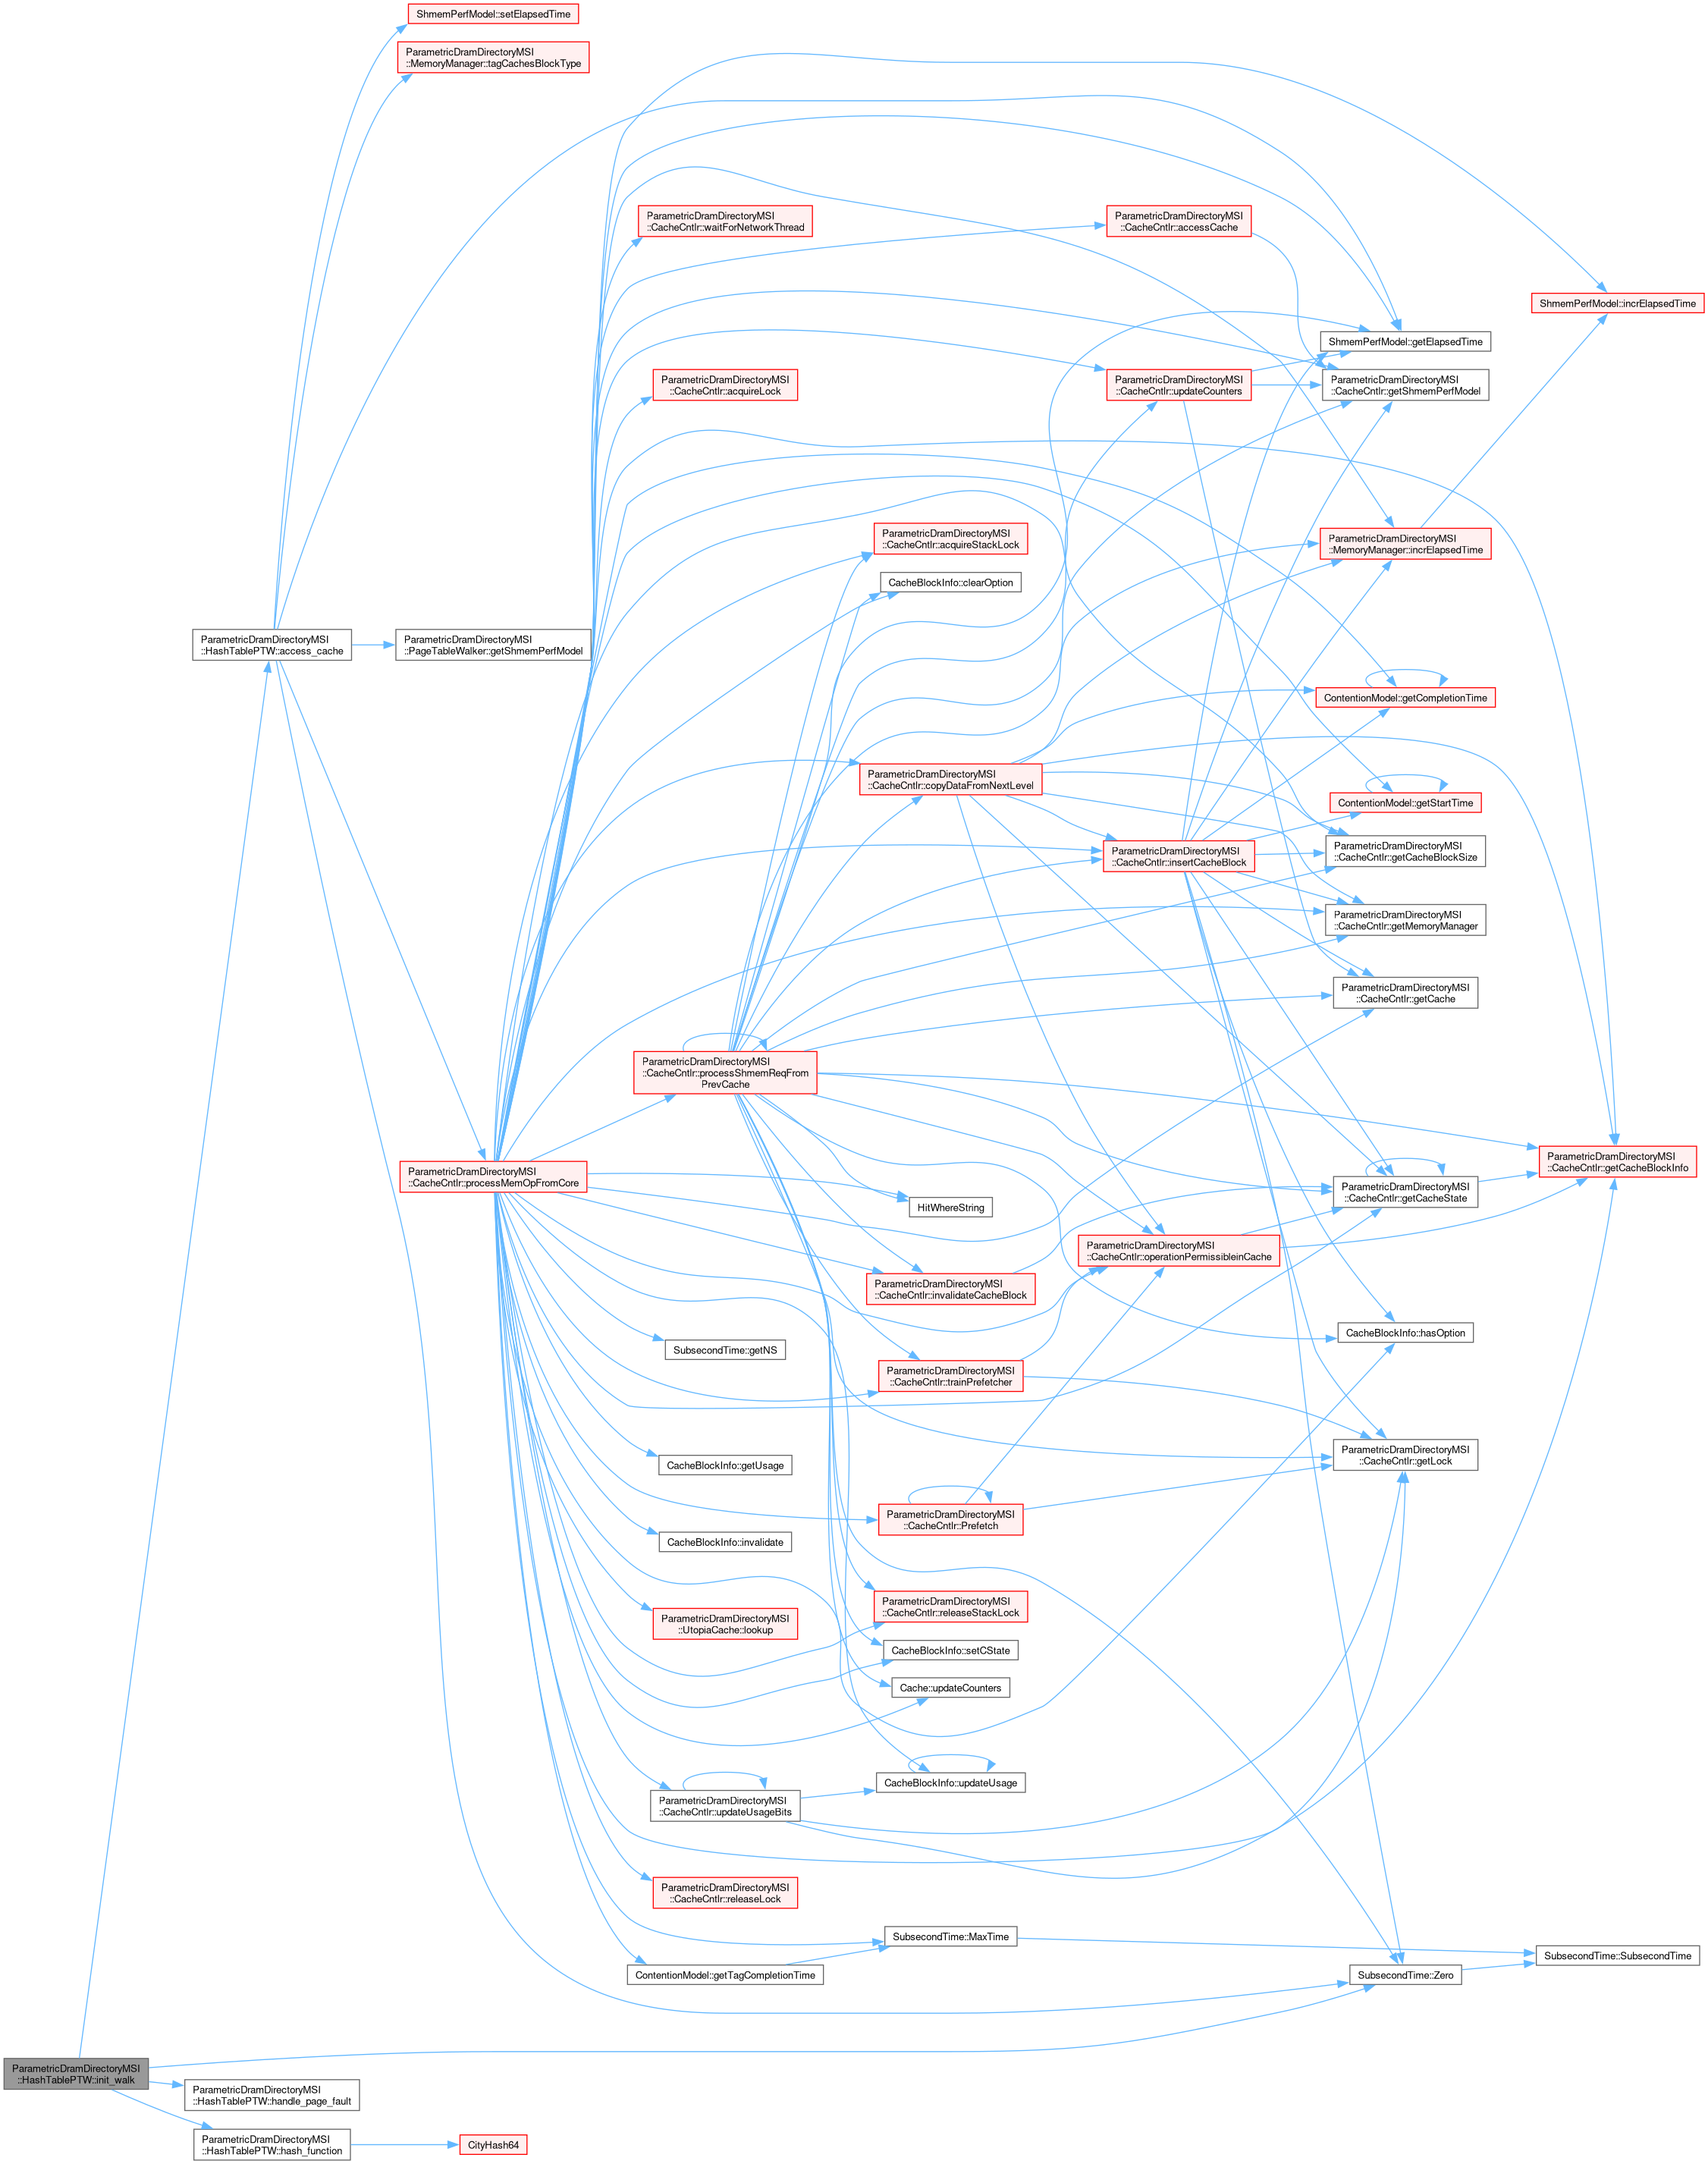 ShmemPerfModel::setElapsedTime
ParametricDramDirectoryMSI
::MemoryManager::tagCachesBlockType
ParametricDramDirectoryMSI
::CacheCntlr::waitForNetworkThread
ParametricDramDirectoryMSI
::CacheCntlr::accessCache
ShmemPerfModel::incrElapsedTime
ShmemPerfModel::getElapsedTime
ParametricDramDirectoryMSI
::CacheCntlr::acquireLock
ParametricDramDirectoryMSI
::CacheCntlr::updateCounters
ParametricDramDirectoryMSI
::CacheCntlr::getShmemPerfModel
ParametricDramDirectoryMSI
::CacheCntlr::acquireStackLock
ParametricDramDirectoryMSI
::MemoryManager::incrElapsedTime
CacheBlockInfo::clearOption
ParametricDramDirectoryMSI
::HashTablePTW::access_cache
ParametricDramDirectoryMSI
::PageTableWalker::getShmemPerfModel
ContentionModel::getCompletionTime
ParametricDramDirectoryMSI
::CacheCntlr::copyDataFromNextLevel
ContentionModel::getStartTime
ParametricDramDirectoryMSI
::CacheCntlr::insertCacheBlock
ParametricDramDirectoryMSI
::CacheCntlr::getCacheBlockSize
ParametricDramDirectoryMSI
::CacheCntlr::getMemoryManager
ParametricDramDirectoryMSI
::CacheCntlr::getCache
ParametricDramDirectoryMSI
::CacheCntlr::processShmemReqFrom
PrevCache
ParametricDramDirectoryMSI
::CacheCntlr::getCacheBlockInfo
ParametricDramDirectoryMSI
::CacheCntlr::processMemOpFromCore
ParametricDramDirectoryMSI
::CacheCntlr::getCacheState
HitWhereString
ParametricDramDirectoryMSI
::CacheCntlr::operationPermissibleinCache
ParametricDramDirectoryMSI
::CacheCntlr::invalidateCacheBlock
CacheBlockInfo::hasOption
SubsecondTime::getNS
ParametricDramDirectoryMSI
::CacheCntlr::trainPrefetcher
CacheBlockInfo::getUsage
ParametricDramDirectoryMSI
::CacheCntlr::getLock
ParametricDramDirectoryMSI
::CacheCntlr::Prefetch
CacheBlockInfo::invalidate
ParametricDramDirectoryMSI
::UtopiaCache::lookup
ParametricDramDirectoryMSI
::CacheCntlr::releaseStackLock
CacheBlockInfo::setCState
Cache::updateCounters
ParametricDramDirectoryMSI
::CacheCntlr::updateUsageBits
CacheBlockInfo::updateUsage
ParametricDramDirectoryMSI
::CacheCntlr::releaseLock
SubsecondTime::MaxTime
SubsecondTime::SubsecondTime
ContentionModel::getTagCompletionTime
SubsecondTime::Zero
ParametricDramDirectoryMSI
::HashTablePTW::init_walk
ParametricDramDirectoryMSI
::HashTablePTW::handle_page_fault
ParametricDramDirectoryMSI
::HashTablePTW::hash_function
CityHash64